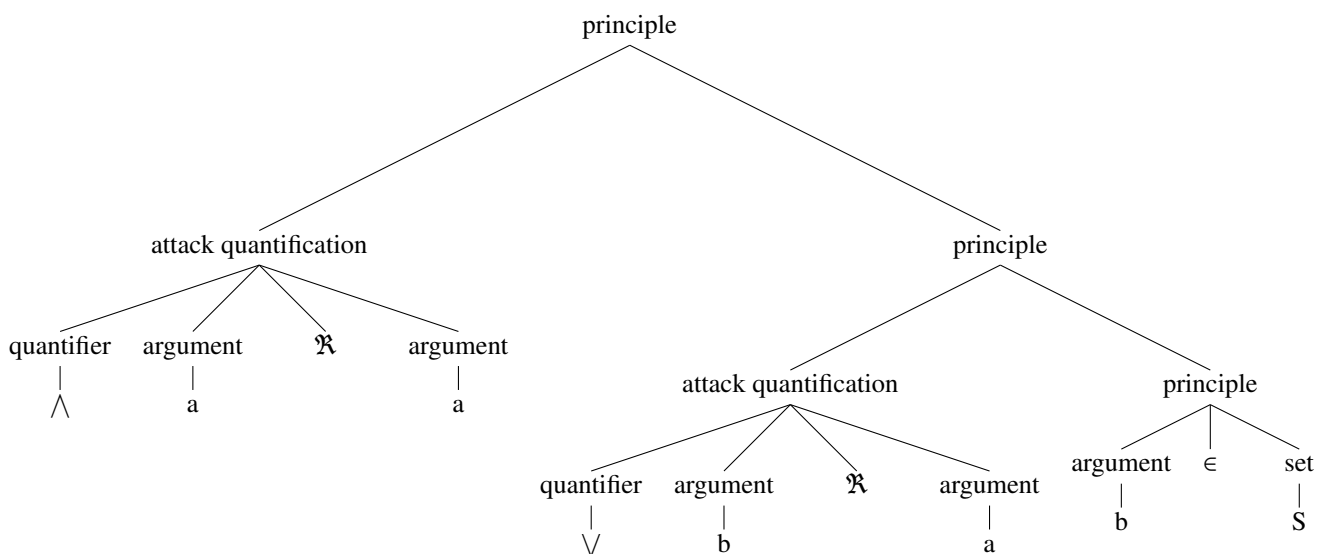 principle
attack quantification principle
quantifier argument ℜ argument
attack quantification principle
⋀ a a
argument ∈ set
quantifier argument ℜ argument
b S
⋁ b a